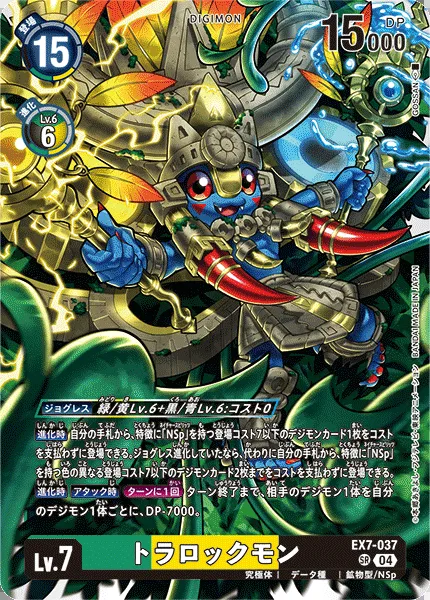 登場
15
DIGIMON
DP
15000
進化
Lv.6
6
GOSSAN
BANDAI MADE IN JAPAN
ジョグレス 緑/黄Lv.6+黒/青Lv.6:コスト0
進化時 自分の手札から、特徴に「NSp」を持つ登場コスト7以下のデジモンカード1枚をコスト
を支払わずに登場できる。ジョグレス進化していたなら、代わりに自分の手札から、特徴に「NSp」
を持つ色の異なる登場コスト7以下のデジモンカード2枚までをコストを支払わずに登場できる。
進化時 アタック時 ターンに1回 ターン終了まで、相手のデジモン1体を自分
のデジモン1体ごとに、DP-7000。
Lv.7
トラロックモン
EX7-037
SR 04
究極体 | データ種 | 鉱物型/NSp